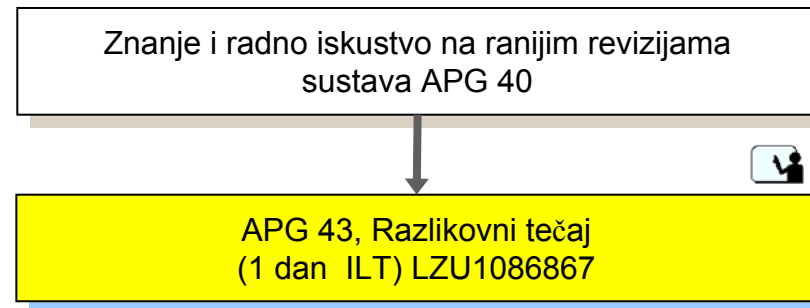 Znanje i radno iskustvo na ranijim revizijama
sustava APG 40
APG 43, Razlikovni tečaj
(1 dan  ILT) LZU1086867